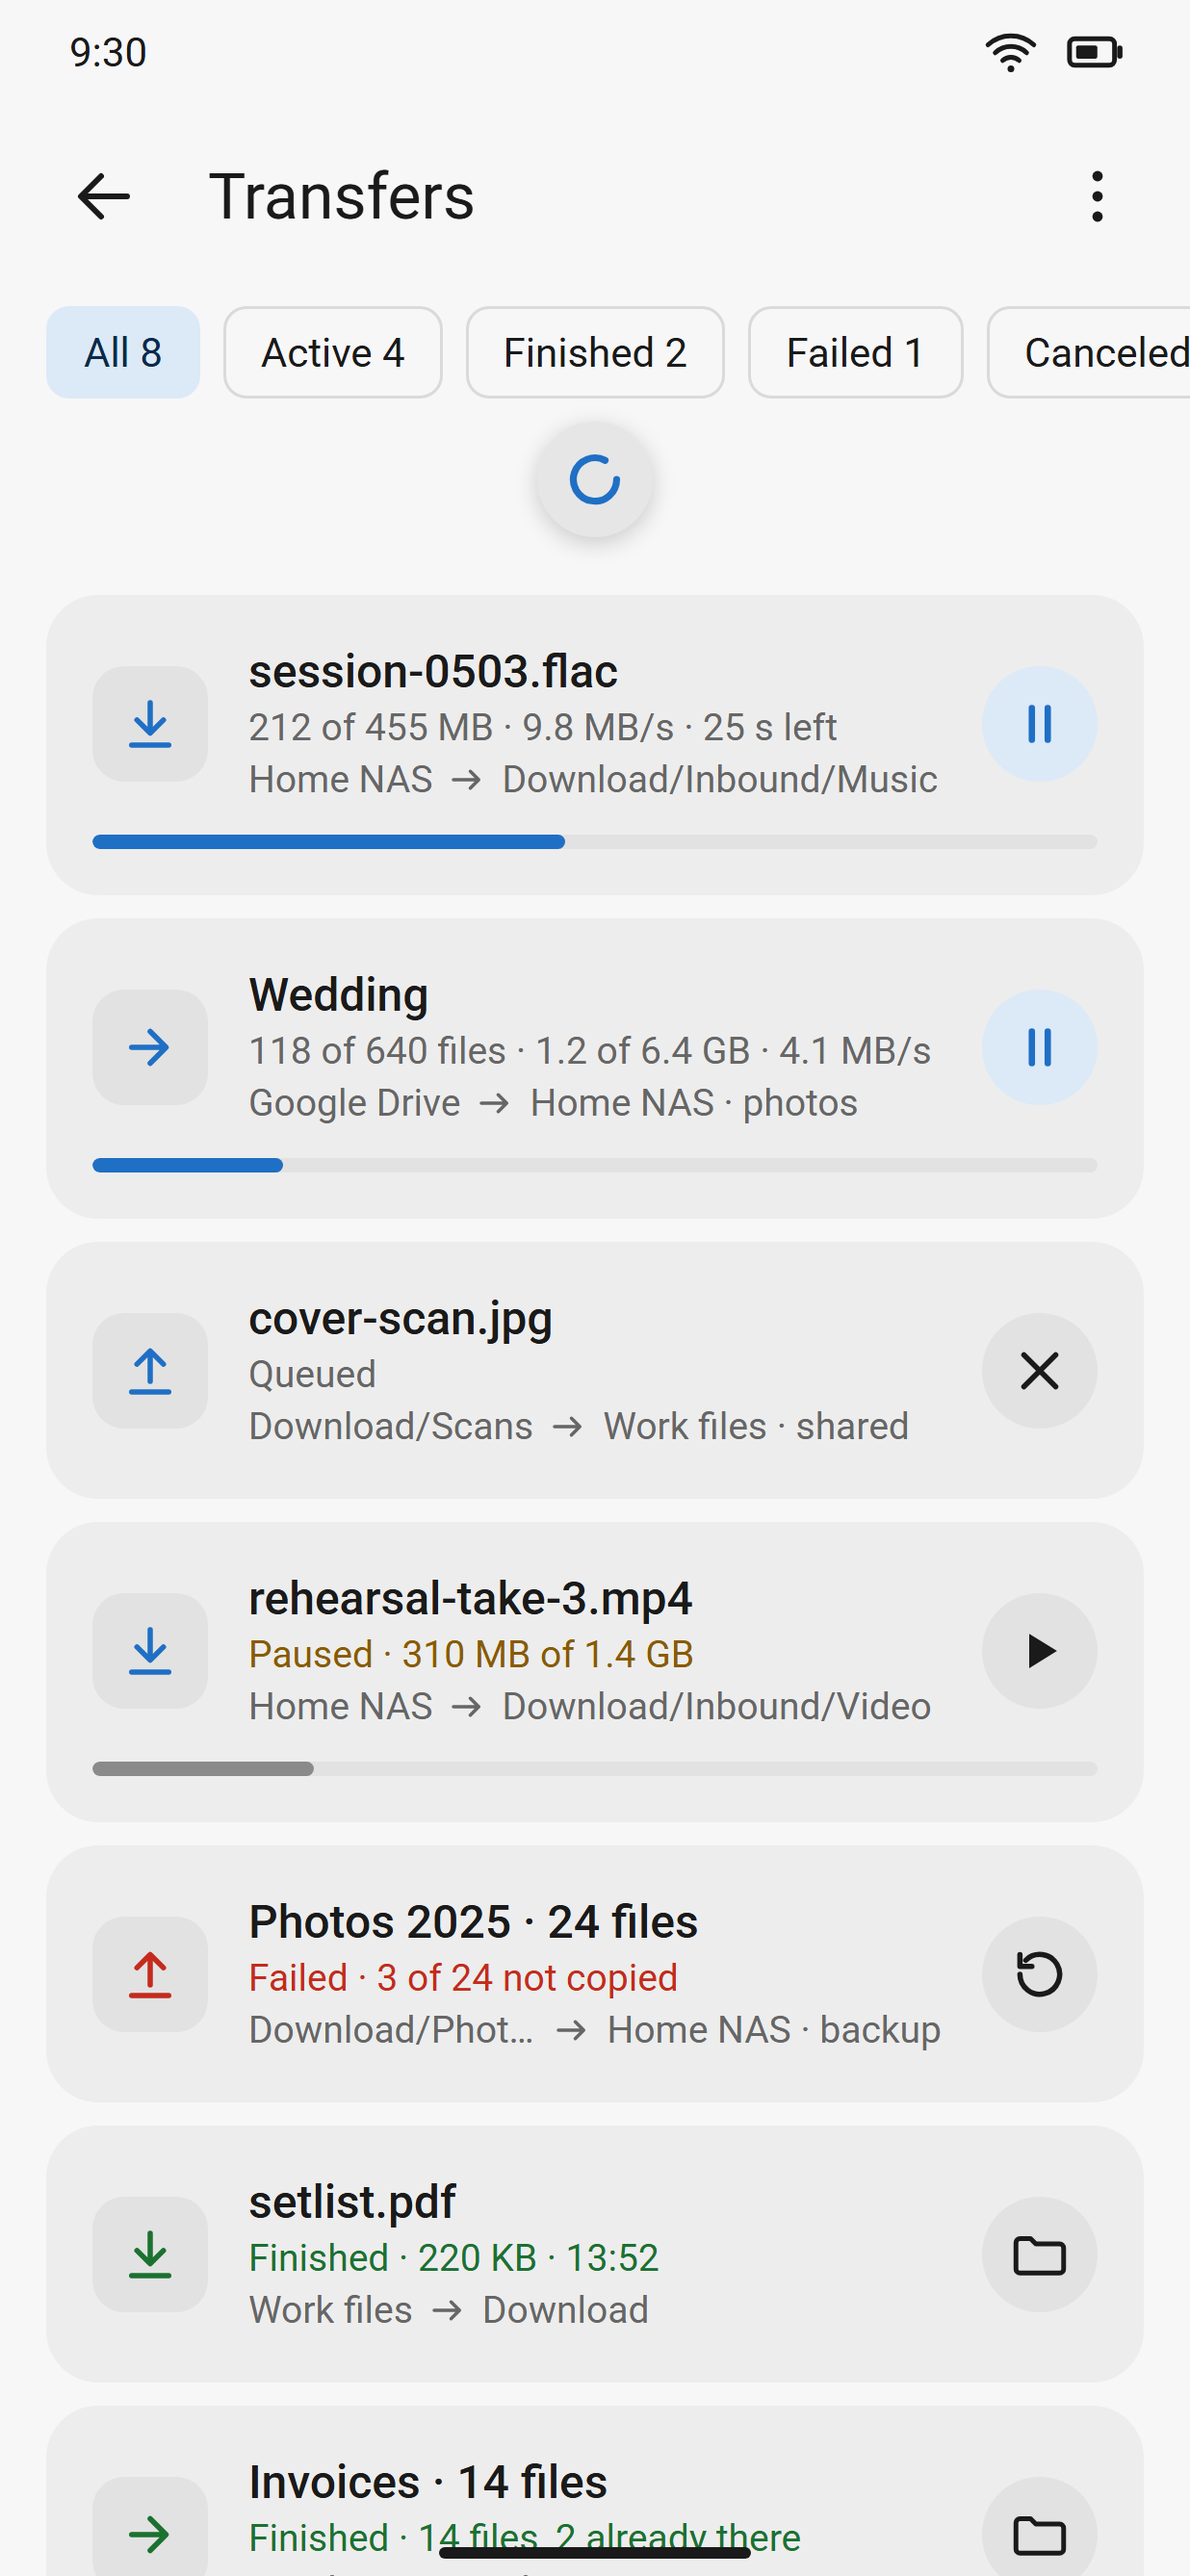 9:30
Transfers
All 8
Active 4
Finished 2
Failed 1
Canceled
session-0503.flac
212 of 455 MB · 9.8 MB/s · 25 s left
Home NAS → Download/Inbound/Music
Wedding
118 of 640 files · 1.2 of 6.4 GB · 4.1 MB/s
Google Drive → Home NAS · photos
cover-scan.jpg
Queued
Download/Scans → Work files · shared
rehearsal-take-3.mp4
Paused · 310 MB of 1.4 GB
Home NAS → Download/Inbound/Video
Photos 2025 · 24 files
Failed · 3 of 24 not copied
Download/Phot… → Home NAS · backup
setlist.pdf
Finished · 220 KB · 13:52
Work files → Download
Invoices · 14 files
Finished · 14 files, 2 already there